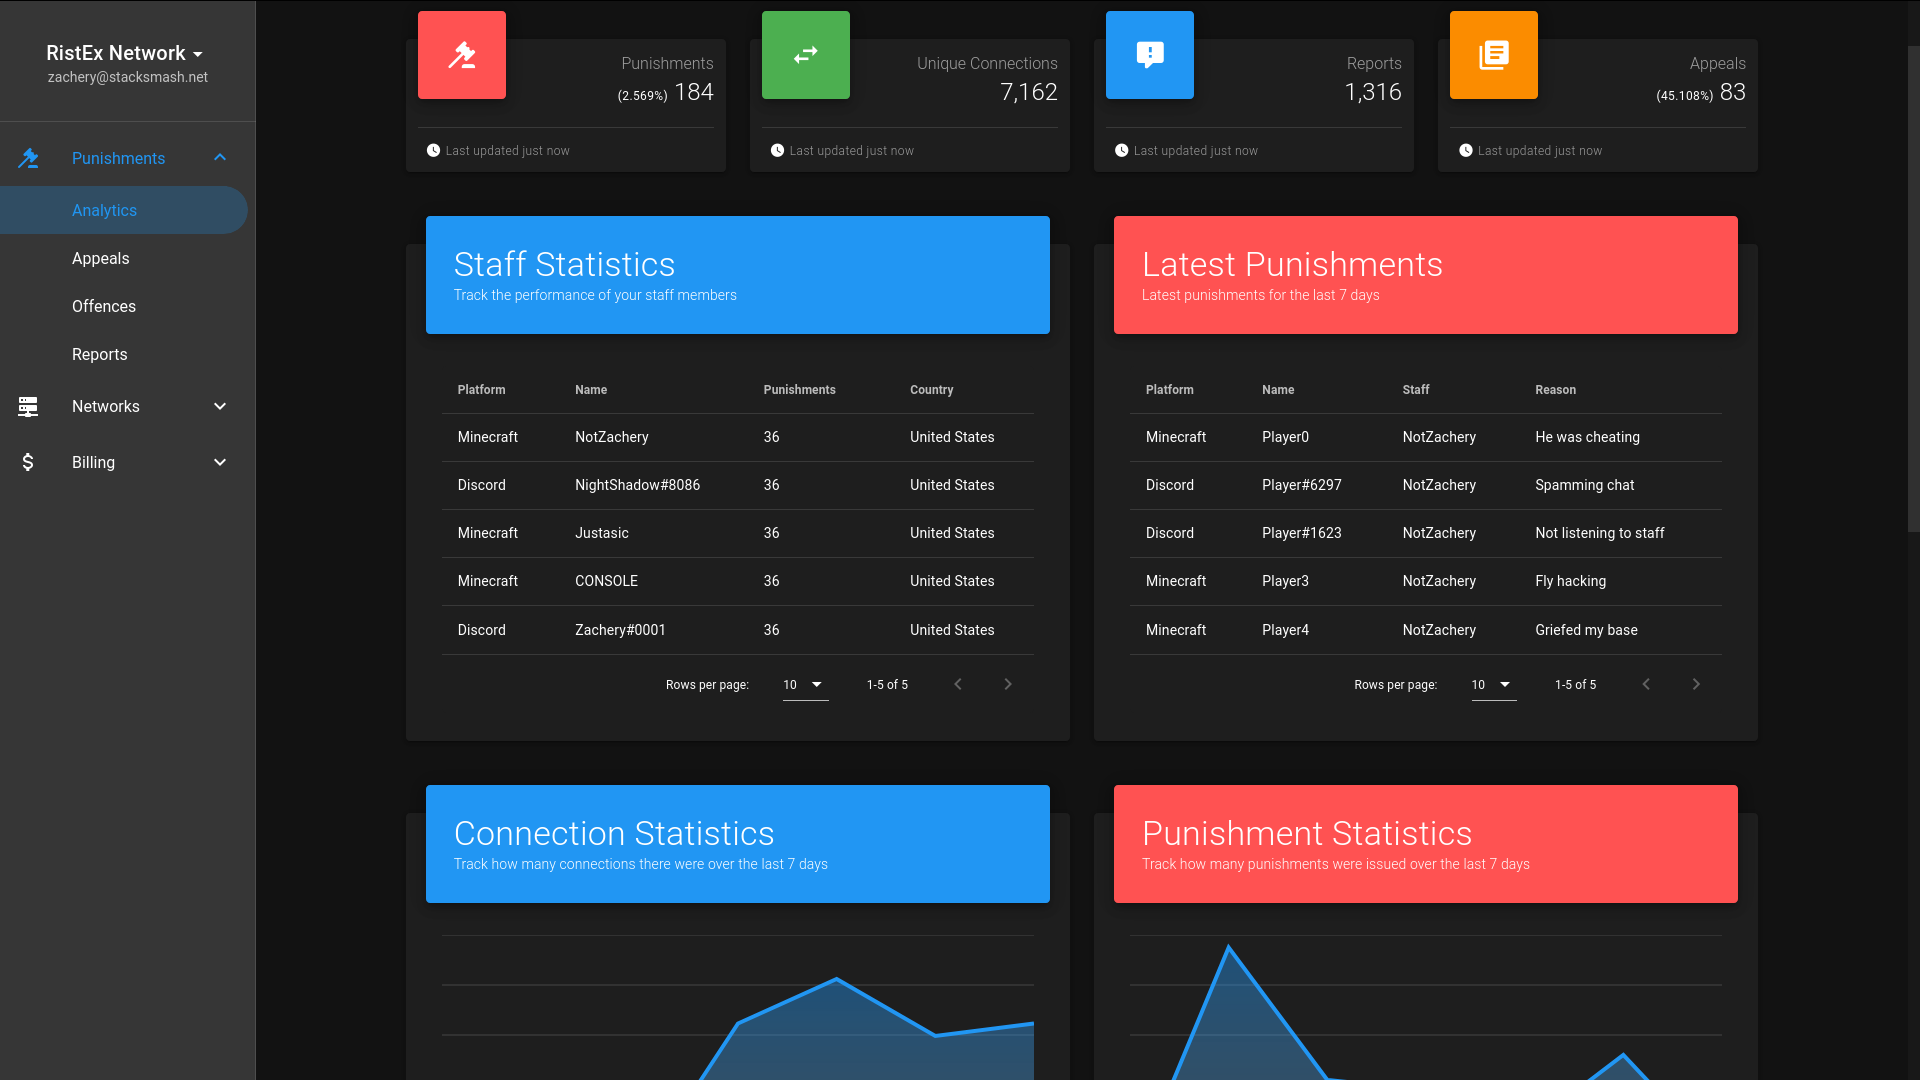 RistEx Network
zachery@stacksmash.net
Punishments
Analytics
Appeals
Offences
Reports
Networks
Billing
Punishments
(2.569%) 184
Last updated just now
Unique Connections
7,162
Last updated just now
Reports
1,316
Last updated just now
Appeals
(45.108%) 83
Last updated just now
Staff Statistics
Track the performance of your staff members
Platform Name Punishments Country
Minecraft NotZachery 36 United States
Discord NightShadow#8086 36 United States
Minecraft Justasic 36 United States
Minecraft CONSOLE 36 United States
Discord Zachery#0001 36 United States
Rows per page: 10 1-5 of 5
Latest Punishments
Latest punishments for the last 7 days
Platform Name Staff Reason
Minecraft Player0 NotZachery He was cheating
Discord Player#6297 NotZachery Spamming chat
Discord Player#1623 NotZachery Not listening to staff
Minecraft Player3 NotZachery Fly hacking
Minecraft Player4 NotZachery Griefed my base
Rows per page: 10 1-5 of 5
Connection Statistics
Track how many connections there were over the last 7 days
Punishment Statistics
Track how many punishments were issued over the last 7 days